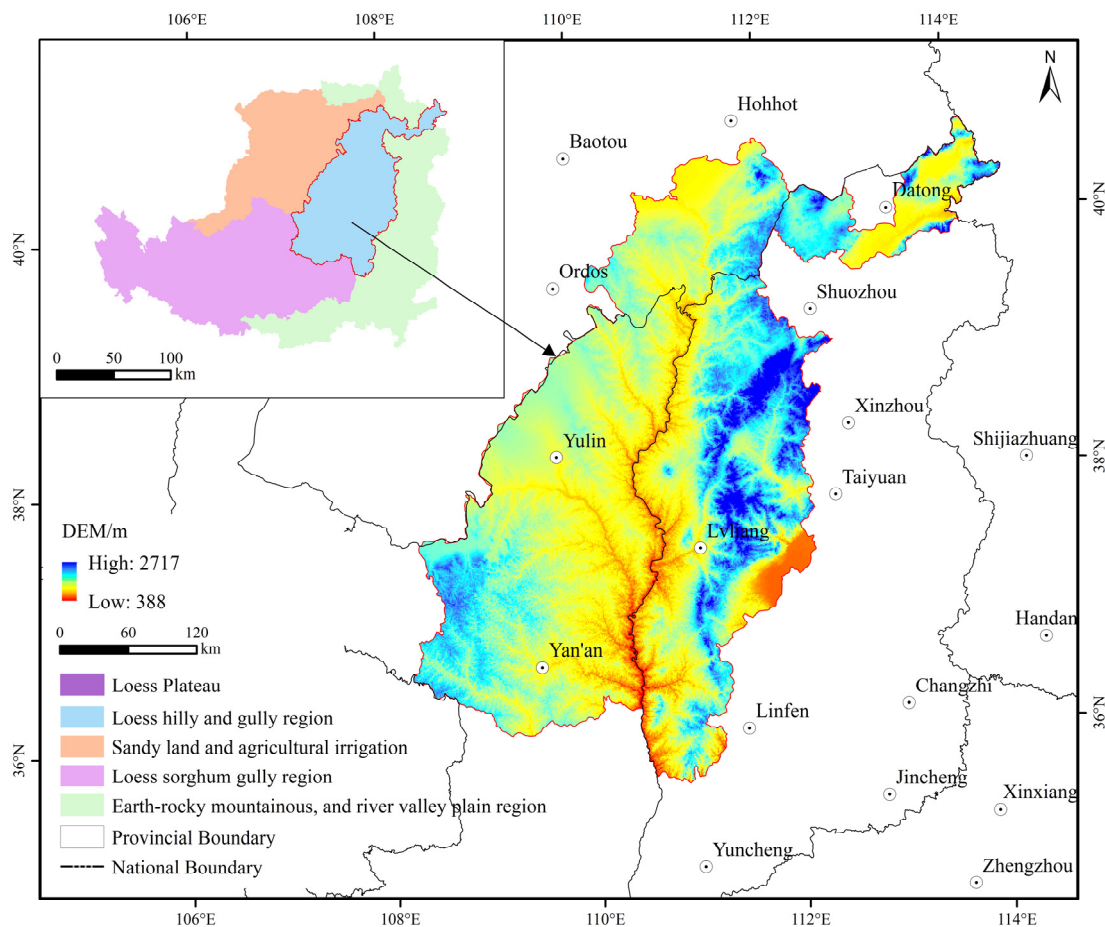 106°E
108°E
110°E
112°E
114°E
N
Hohhot
Baotou
Datong
40°N
40°N
Ordos
Shuozhou
0 50 100
km
Xinzhou
Shijiazhuang
38°N
Yulin
Taiyuan
38°N
DEM/m
High: 2717
Low: 388
Lvliang
0 60 120
km
Handan
Yan'an
Changzhi
Loess Plateau
Linfen
36°N
Loess hilly and gully region
Sandy land and agricultural irrigation
36°N
Loess sorghum gully region
Jincheng
Xinxiang
Earth-rocky mountainous, and river valley plain region
Provincial Boundary
Yuncheng
National Boundary
Zhengzhou
106°E
108°E
110°E
112°E
114°E